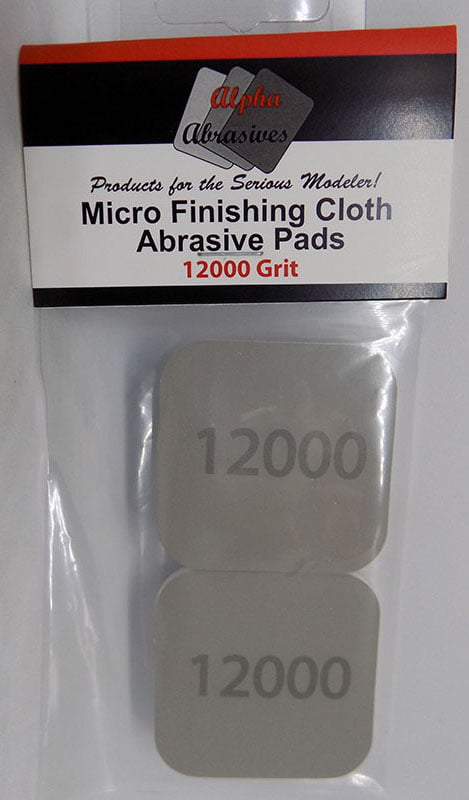 Alpha
Abrasives
Products for the Serious Modeler!
Micro Finishing Cloth
Abrasive Pads
12000 Grit
12000
12000